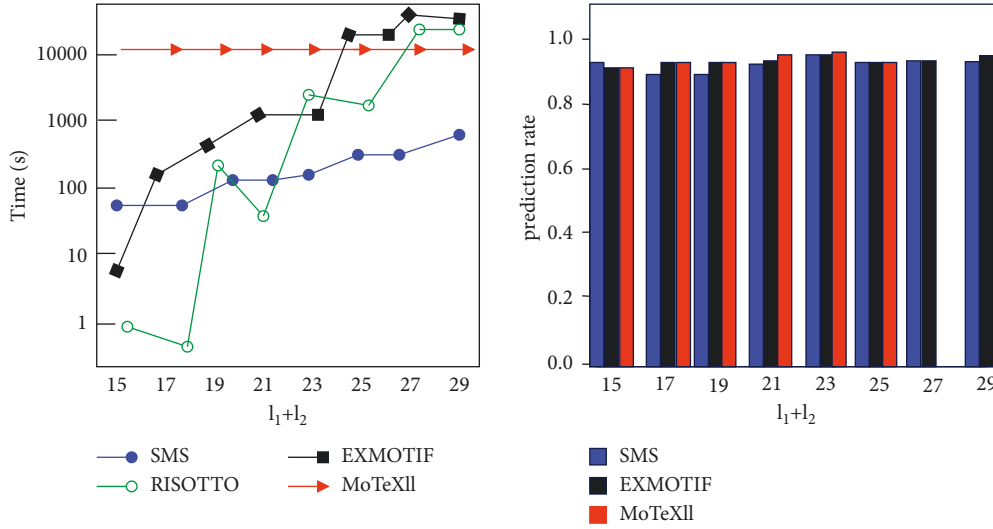 10000
1000
100
10
1
Time (s)
15 17 19 21 23 25 27 29
l₁+l₂
SMS
EXMOTIF
RISOTTO
MoTeXll
1.0
0.8
0.6
0.4
0.2
0.0
prediction rate
15 17 19 21 23 25 27 29
l₁+l₂
SMS
EXMOTIF
MoTeXll